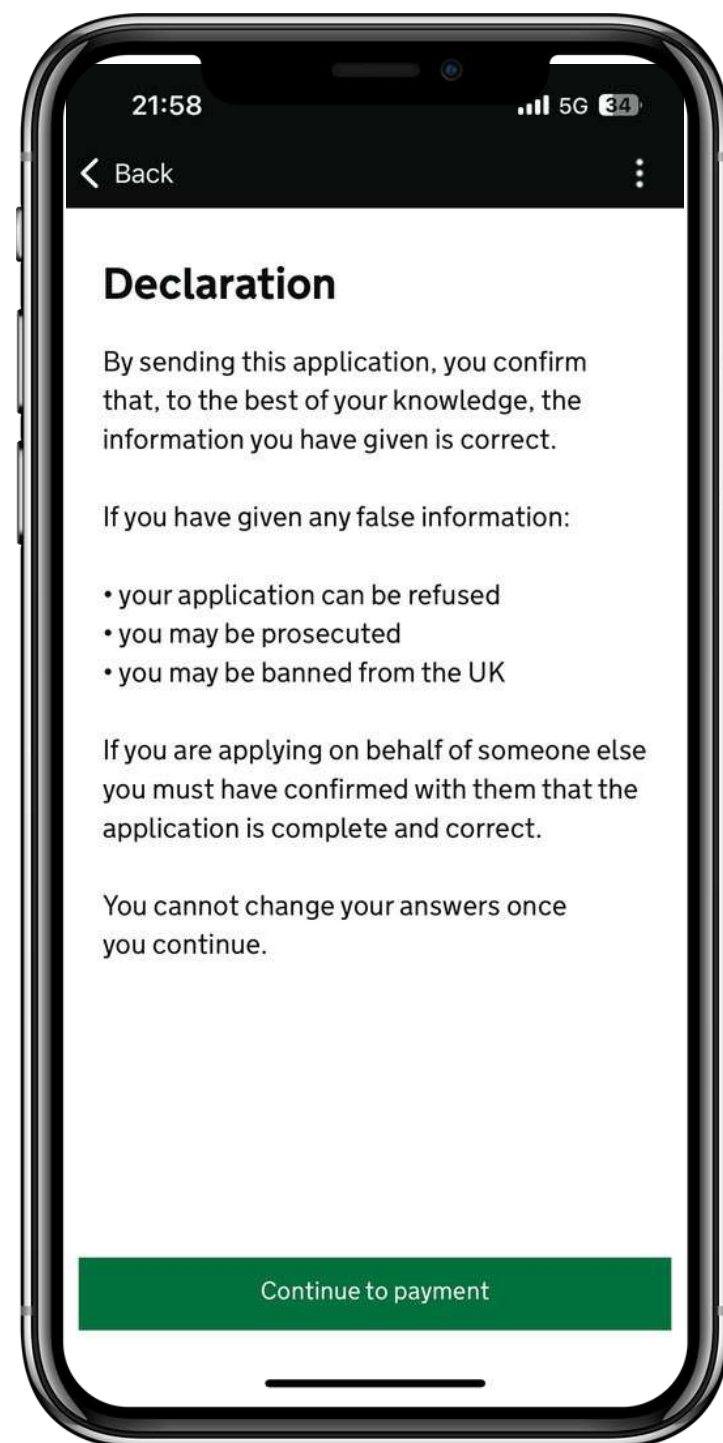 21:58
5G 34
Back
Declaration
By sending this application, you confirm
that, to the best of your knowledge, the
information you have given is correct.
If you have given any false information:
• your application can be refused
• you may be prosecuted
• you may be banned from the UK
If you are applying on behalf of someone else
you must have confirmed with them that the
application is complete and correct.
You cannot change your answers once
you continue.
Continue to payment